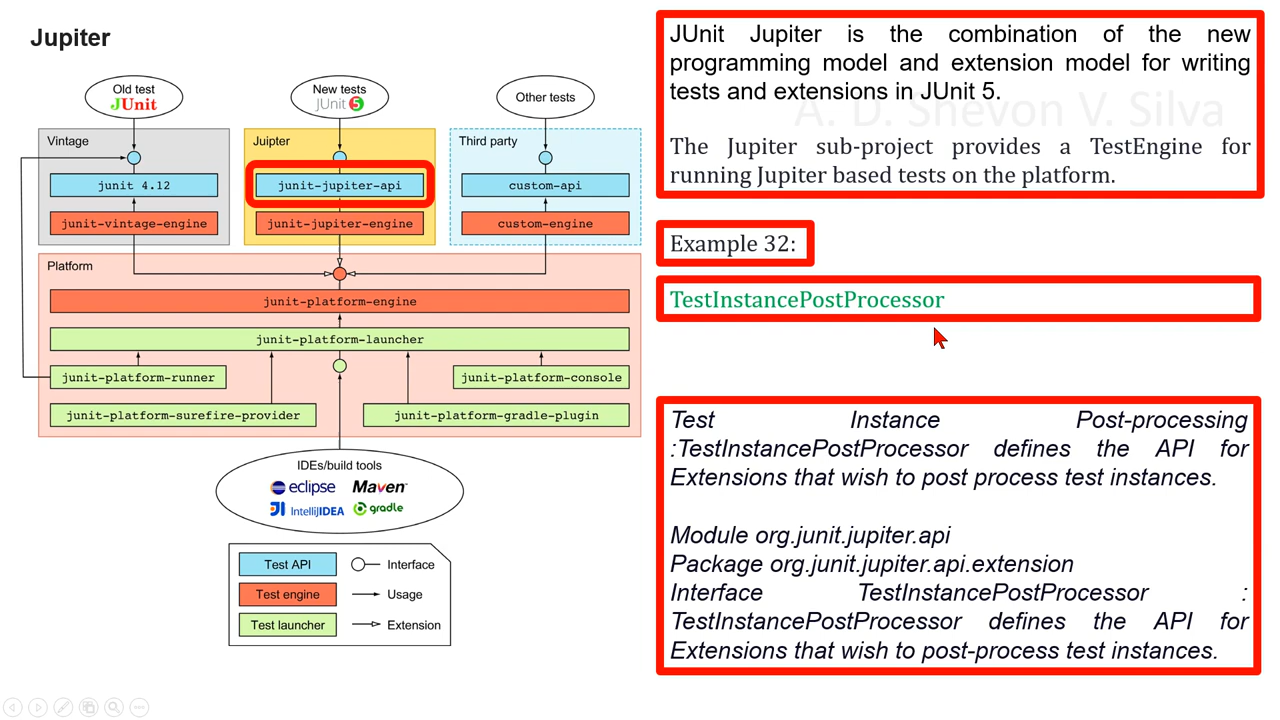 Jupiter
Old test
JUnit
New tests
JUnit 5
Other tests
Vintage
junit 4.12
junit-vintage-engine
Juipter
junit-jupiter-api
junit-jupiter-engine
Third party
custom-api
custom-engine
Platform
junit-platform-engine
junit-platform-launcher
junit-platform-runner
junit-platform-console
junit-platform-surefire-provider
junit-platform-gradle-plugin
IDEs/build tools
eclipse
Maven
IntelliJIDEA
gradle
Test API
Interface
Test engine
Usage
Test launcher
Extension
JUnit Jupiter is the combination of the new
programming model and extension model for writing
tests and extensions in JUnit 5.
A. D. Shevon V. Silva
The Jupiter sub-project provides a TestEngine for
running Jupiter based tests on the platform.
Example 32:
TestInstancePostProcessor
Test Instance Post-processing
:TestInstancePostProcessor defines the API for
Extensions that wish to post process test instances.
Module org.junit.jupiter.api
Package org.junit.jupiter.api.extension
Interface TestInstancePostProcessor :
TestInstancePostProcessor defines the API for
Extensions that wish to post-process test instances.